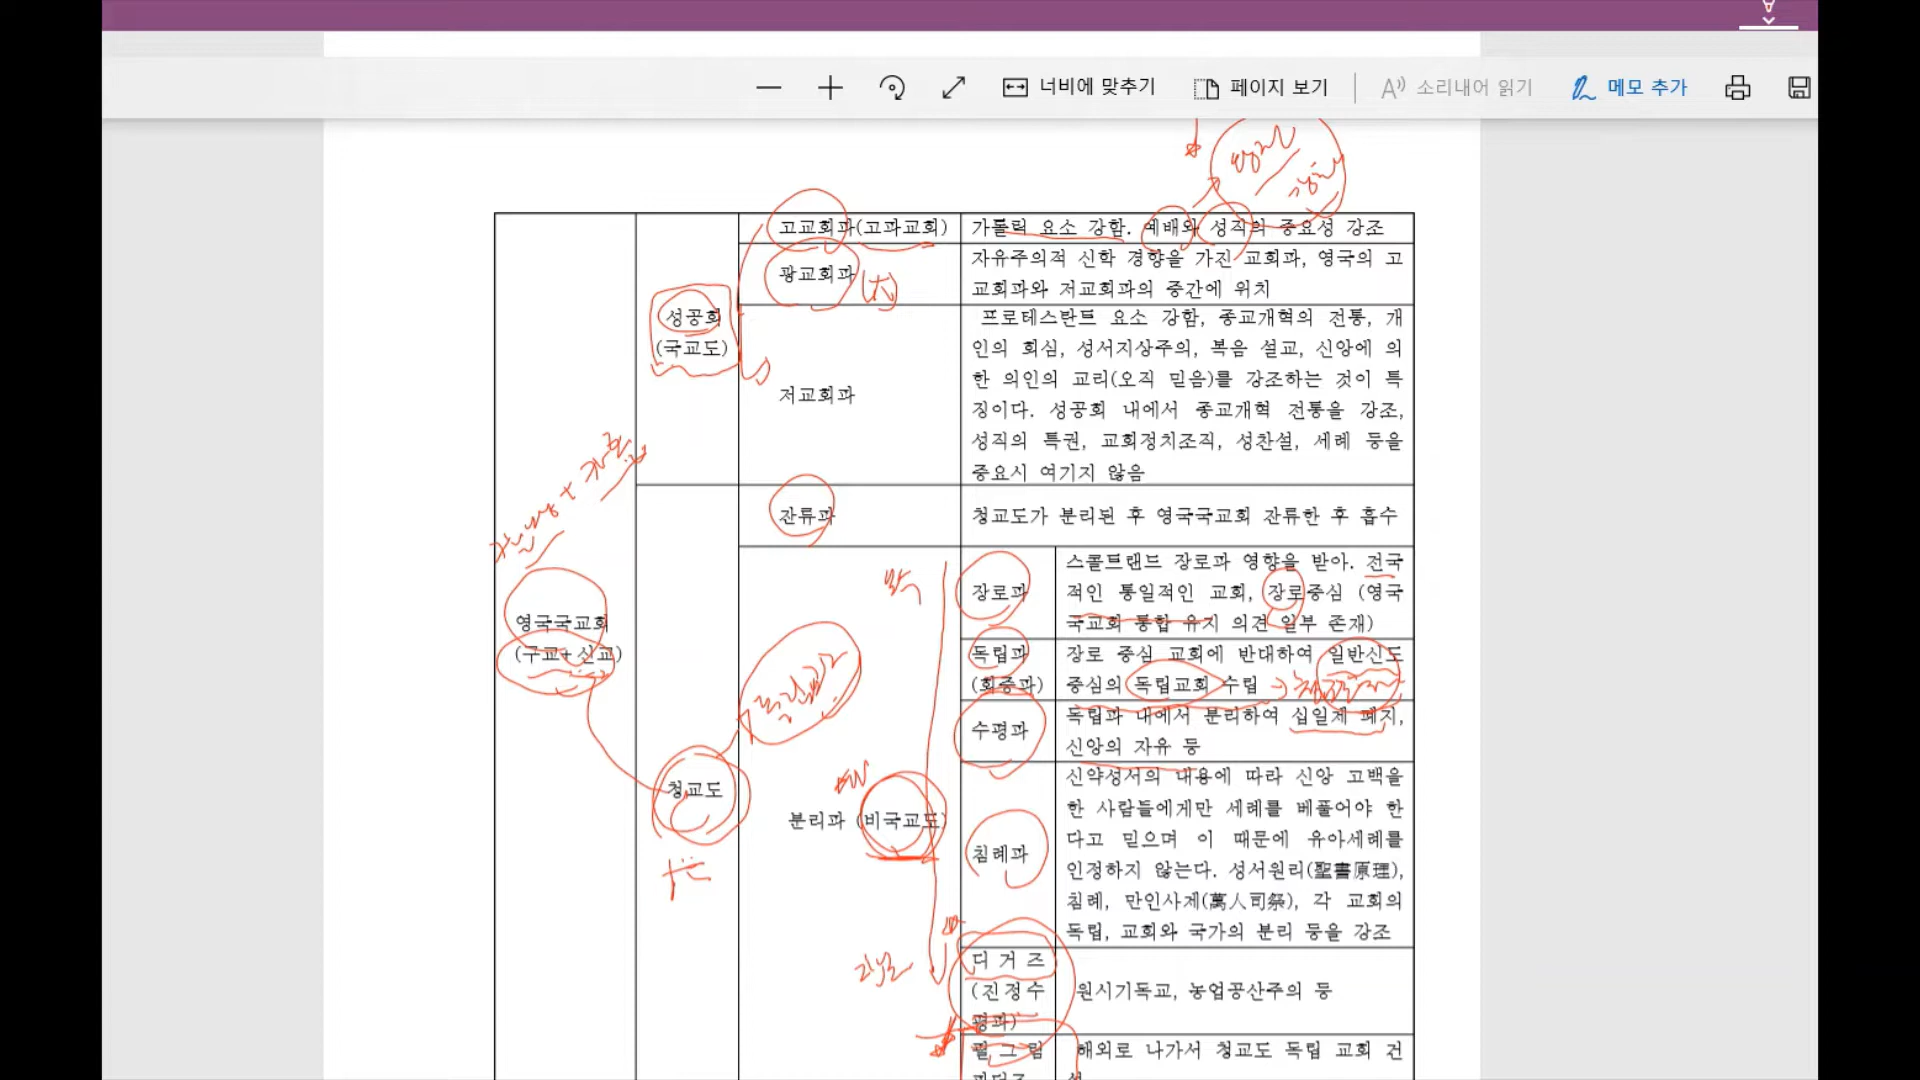 너비에 맞추기 페이지 보기 소리내어 읽기 메모 추가
고교회파(고파교회) 가톨릭 요소 강함. 예배와 성직의 중요성 강조
광교회파 (大)
자유주의적 신학 경향을 가진 교회파, 영국의 고
교회파와 저교회파의 중간에 위치
성공회
(국교도)
저교회파
프로테스탄트 요소 강함, 종교개혁의 전통, 개
인의 회심, 성서지상주의, 복음 설교, 신앙에 의
한 의인의 교리(오직 믿음)를 강조하는 것이 특
징이다. 성공회 내에서 종교개혁 전통을 강조,
성직의 특권, 교회정치조직, 성찬설, 세례 등을
중요시 여기지 않음
잔류파 청교도가 분리된 후 영국국교회 잔류한 후 흡수
영국국교회
(구교+ 신교)
청교도
분리파 (비국교도)
독립교회
장로파
스콜트랜드 장로파 영향을 받아. 전국
적인 통일적인 교회, 장로중심 (영국
국교회 통합 유지 의견 일부 존재)
독립파
(회중파)
장로 중심 교회에 반대하여 일반신도
중심의 독립교회 수립
수평파
독립파 내에서 분리하여 십일제 폐지,
신앙의 자유 등
침례파
신약성서의 내용에 따라 신앙 고백을
한 사람들에게만 세례를 베풀어야 한
다고 믿으며 이 때문에 유아세례를
인정하지 않는다. 성서원리(聖書原理),
침례, 만인사제(萬人司祭), 각 교회의
독립, 교회와 국가의 분리 등을 강조
디 거 즈
(진정수
평파)
원시기독교, 농업공산주의 등
필 그 림
해외로 나가서 청교도 독립 교회 건